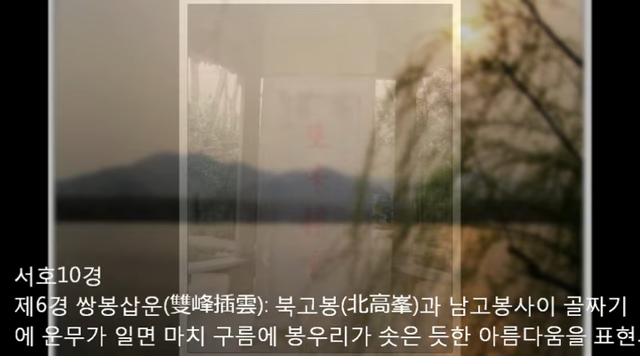 서호10경
제6경 쌍봉삽운(雙峰插雲): 북고봉(北高峯)과 남고봉사이 골짜기
에 운무가 일면 마치 구름에 봉우리가 솟은 듯한 아름다움을 표현